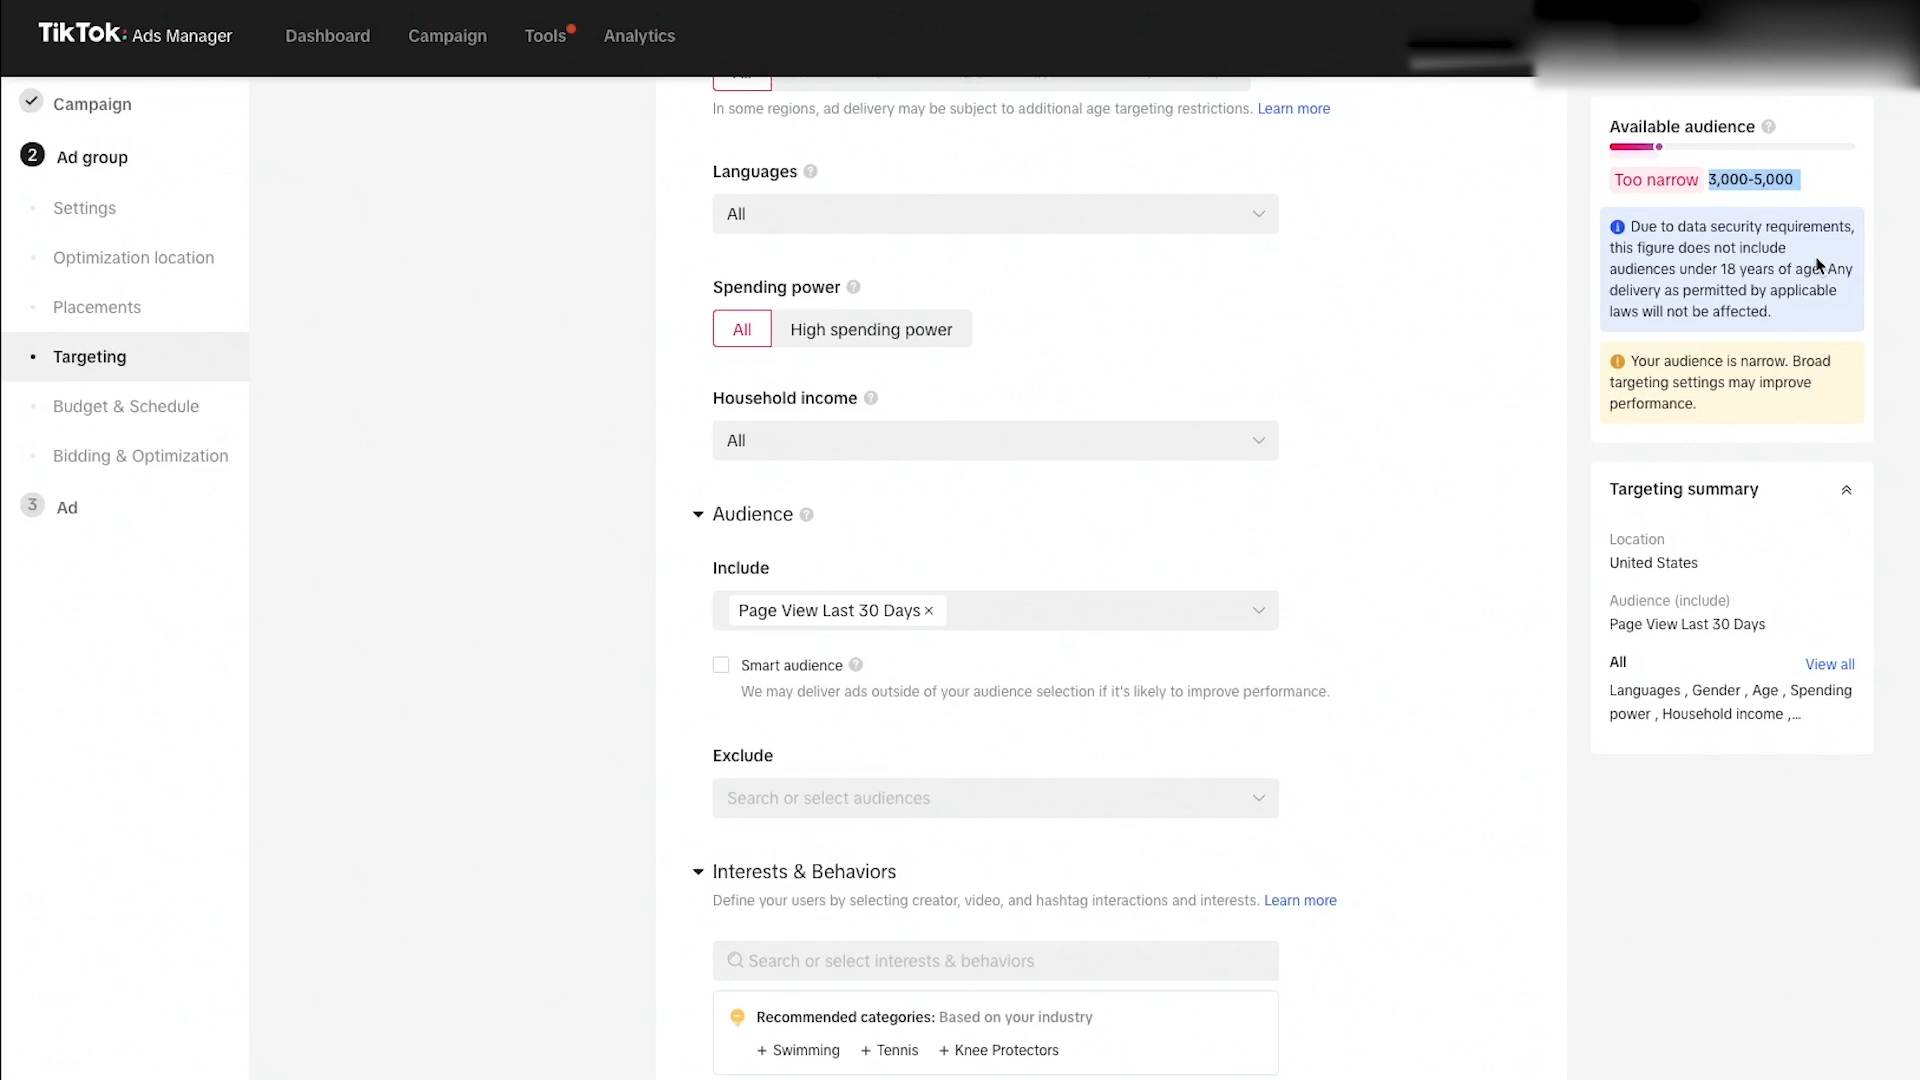 TikTok: Ads Manager
Dashboard
Campaign
Tools
Analytics
Campaign
2 Ad group
Settings
Optimization location
Placements
Targeting
Budget & Schedule
Bidding & Optimization
3 Ad
In some regions, ad delivery may be subject to additional age targeting restrictions. Learn more
Languages
All
Spending power
All
High spending power
Household income
All
Audience
Include
Page View Last 30 Days ×
Smart audience
We may deliver ads outside of your audience selection if it's likely to improve performance.
Exclude
Search or select audiences
Interests & Behaviors
Define your users by selecting creator, video, and hashtag interactions and interests. Learn more
Search or select interests & behaviors
Recommended categories: Based on your industry
+ Swimming + Tennis + Knee Protectors
Available audience
Too narrow 3,000-5,000
Due to data security requirements,
this figure does not include
audiences under 18 years of age. Any
delivery as permitted by applicable
laws will not be affected.
Your audience is narrow. Broad
targeting settings may improve
performance.
Targeting summary
Location
United States
Audience (include)
Page View Last 30 Days
All
View all
Languages , Gender , Age , Spending
power , Household income ,...